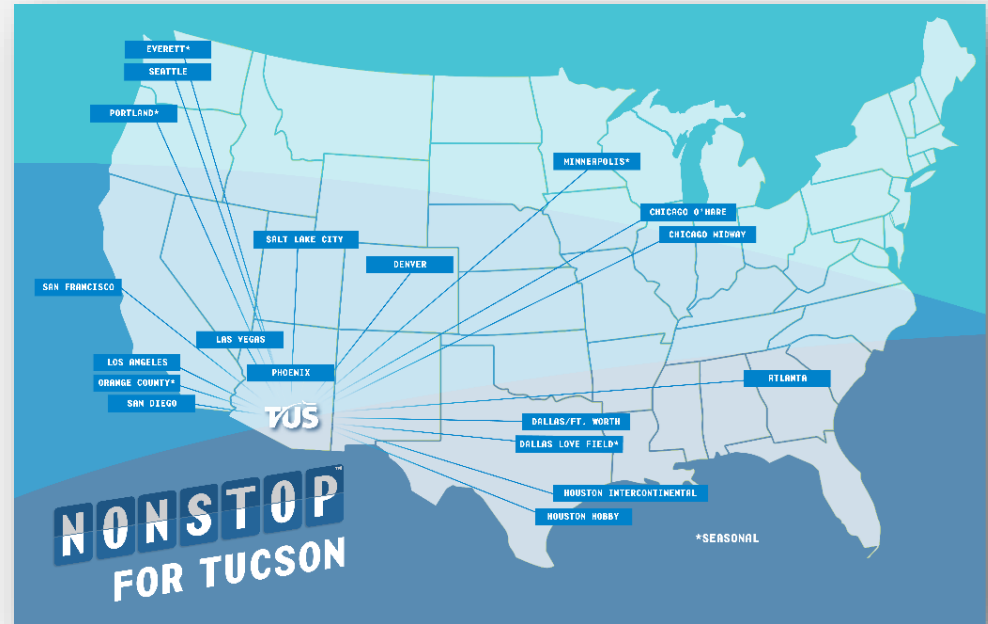 EVERETT*
SEATTLE
PORTLAND*
MINNEAPOLIS*
CHICAGO O'HARE
CHICAGO MIDWAY
SALT LAKE CITY
DENVER
SAN FRANCISCO
LAS VEGAS
LOS ANGELES
PHOENIX
ORANGE COUNTY*
ATLANTA
SAN DIEGO
TUS
DALLAS/FT. WORTH
DALLAS LOVE FIELD*
HOUSTON INTERCONTINENTAL
HOUSTON HOBBY
NONSTOP™
FOR TUCSON
*SEASONAL